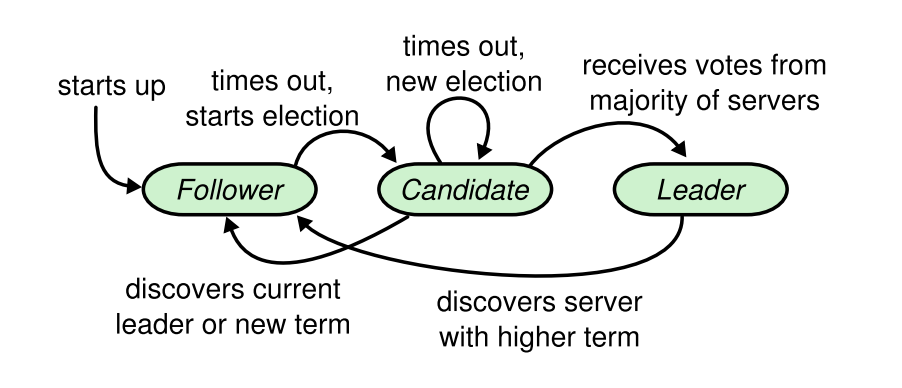 times out,
new election
receives votes from
majority of servers
starts up
times out,
starts election
Follower
Candidate
Leader
discovers current
leader or new term
discovers server
with higher term